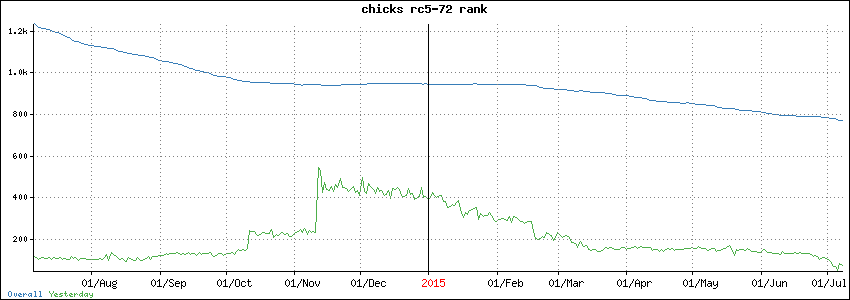 chicks rc5-72 rank
1.2k
1.0k
800
600
400
200
01/Aug 01/Sep 01/Oct 01/Nov 01/Dec 2015 01/Feb 01/Mar 01/Apr 01/May 01/Jun 01/Jul
Overall Yesterday